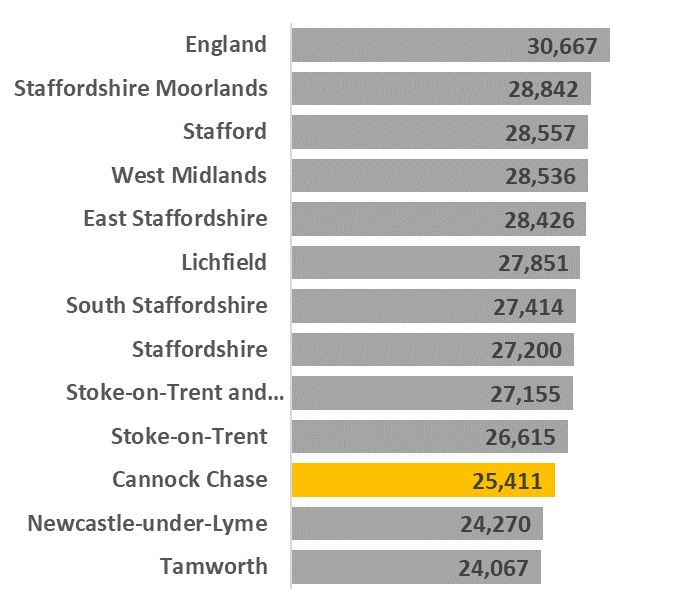 England 30,667
Staffordshire Moorlands 28,842
Stafford 28,557
West Midlands 28,536
East Staffordshire 28,426
Lichfield 27,851
South Staffordshire 27,414
Staffordshire 27,200
Stoke-on-Trent and... 27,155
Stoke-on-Trent 26,615
Cannock Chase 25,411
Newcastle-under-Lyme 24,270
Tamworth 24,067